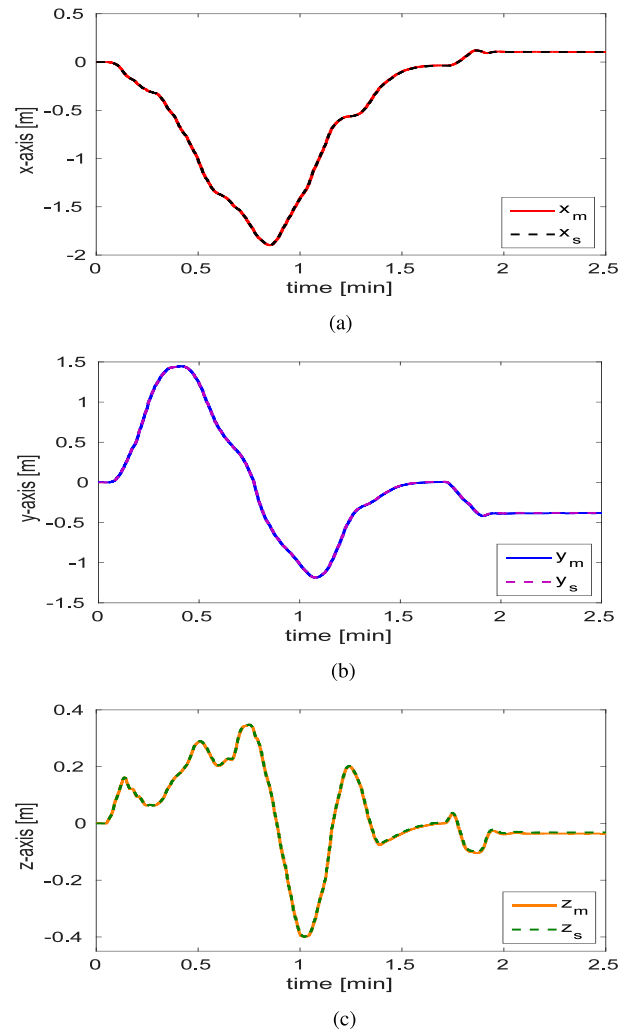 0.5
0
-0.5
-1
-1.5
-2
x-axis [m]
x_m
x_s
0 0.5 1 1.5 2 2.5
time [min]
(a)
1.5
1
0.5
0
-0.5
-1
-1.5
y-axis [m]
y_m
y_s
0 0.5 1 1.5 2 2.5
time [min]
(b)
0.4
0.2
0
-0.2
-0.4
z-axis [m]
z_m
z_s
0 0.5 1 1.5 2 2.5
time [min]
(c)